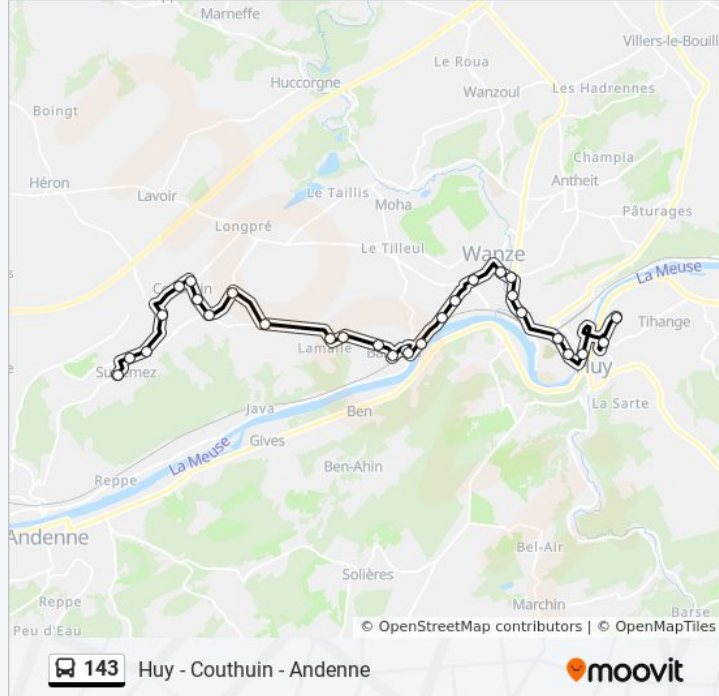 Marneffe
Villers-le-Bouill
Le Roua
Huccorgne
Wanzoul
Les Hadrennes
Boingt
Champla
Héron
Antheit
Lavoir
Le Taillis
Moha
Pâturages
Longpré
Le Tilleul
Wanze
La Meuse
Tihange
Lamalle
Huy
La Sarte
Java
Ben
Gives
La Meuse
Ben-Ahin
Reppe
Andenne
Bel-Air
Solières
Reppe
Marchin
Barse
Peu d'Eau
© OpenStreetMap contributors | © OpenMapTiles
143 Huy - Couthuin - Andenne
moovit